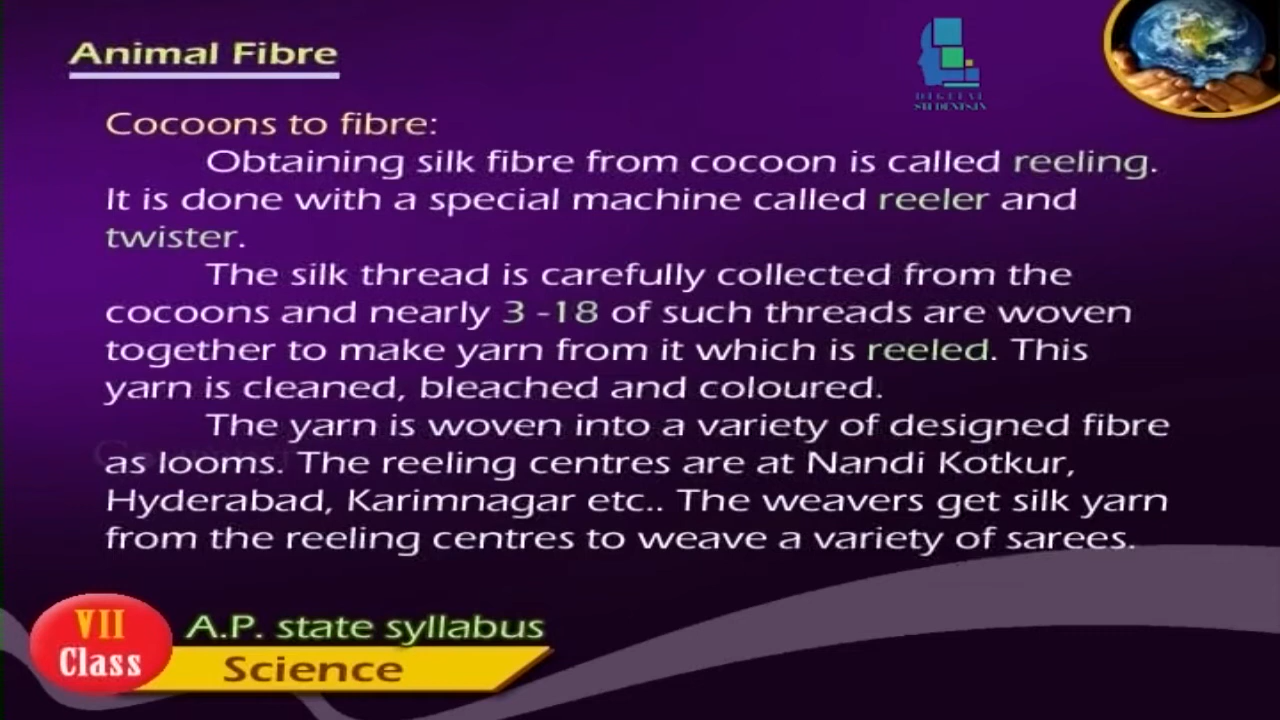 Animal Fibre
DIGITAL
STUDENTS.IN
Cocoons to fibre:
Obtaining silk fibre from cocoon is called reeling.
It is done with a special machine called reeler and
twister.
The silk thread is carefully collected from the
cocoons and nearly 3 -18 of such threads are woven
together to make yarn from it which is reeled. This
yarn is cleaned, bleached and coloured.
The yarn is woven into a variety of designed fibre
as looms. The reeling centres are at Nandi Kotkur,
Hyderabad, Karimnagar etc.. The weavers get silk yarn
from the reeling centres to weave a variety of sarees.
VII
Class
A.P. state syllabus
Science